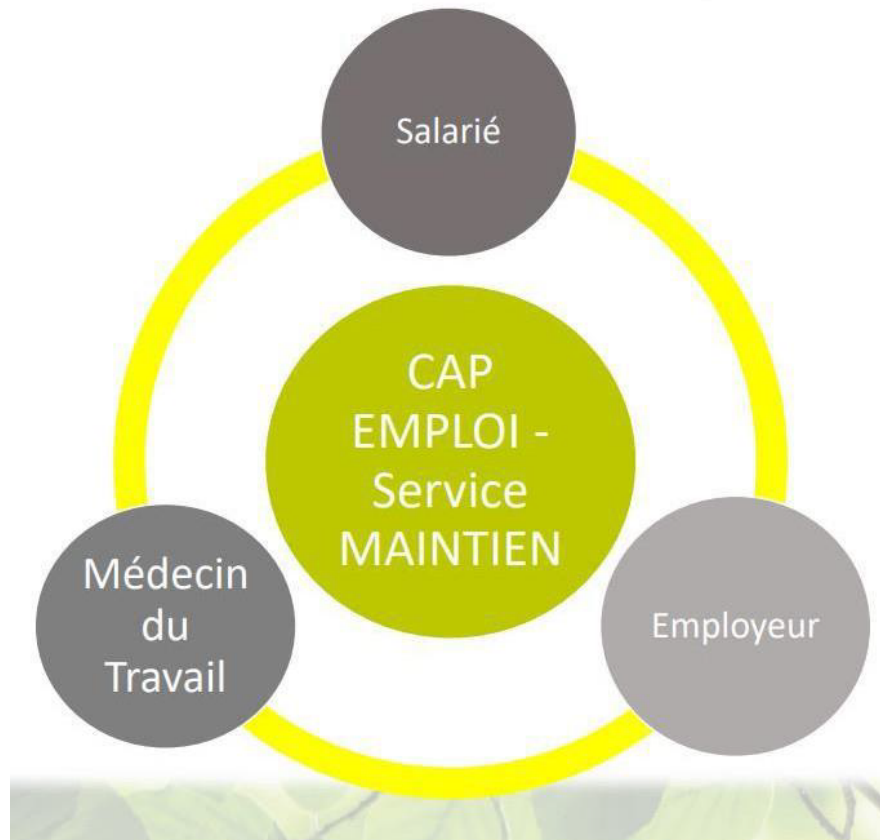 Salarié
CAP
EMPLOI -
Service
MAINTIEN
Médecin
du
Travail
Employeur